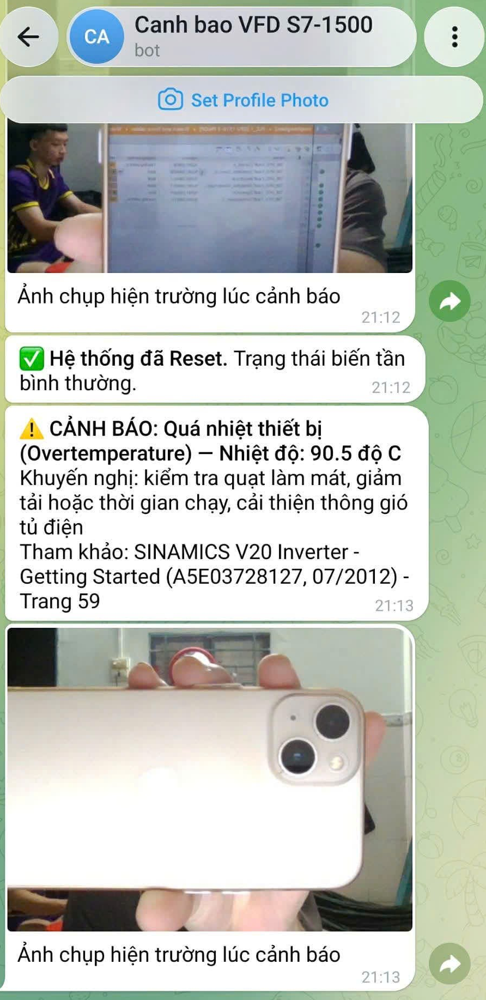 Canh bao VFD S7-1500
CA
bot
Set Profile Photo
Ảnh chụp hiện trường lúc cảnh báo
21:12
✅ Hệ thống đã Reset. Trạng thái biến tần
bình thường.
21:12
⚠️ CẢNH BÁO: Quá nhiệt thiết bị
(Overtemperature) — Nhiệt độ: 90.5 độ C
Khuyến nghị: kiểm tra quạt làm mát, giảm
tải hoặc thời gian chạy, cải thiện thông gió
tủ điện
Tham khảo: SINAMICS V20 Inverter -
Getting Started (A5E03728127, 07/2012) -
Trang 59
21:13
Ảnh chụp hiện trường lúc cảnh báo
21:13